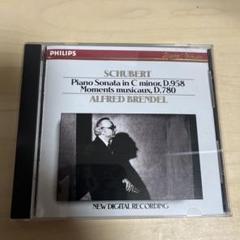 PHILIPS
SCHUBERT
Piano Sonata in C minor, D.958
Moments musicaux, D.780
ALFRED BRENDEL
NEW DIGITAL RECORDING